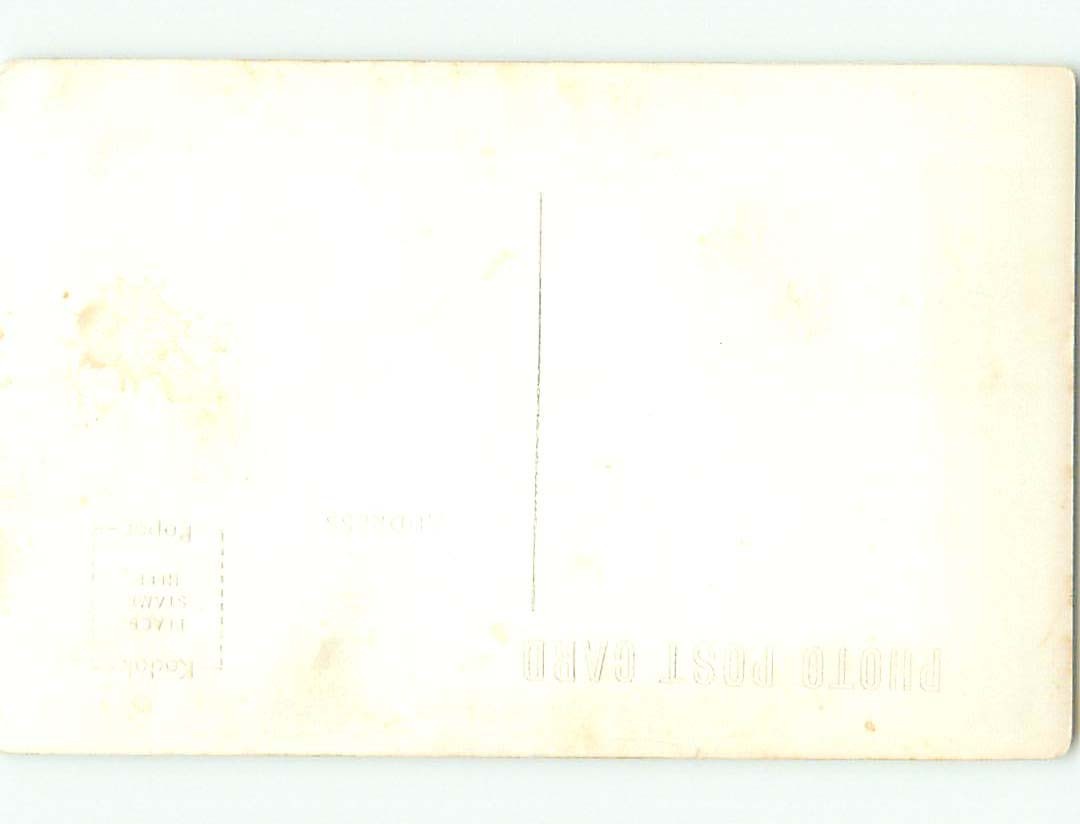 PHOTO POST CARD
Kodak
PLACE
STAMP
HERE
Paper
ADDRESS